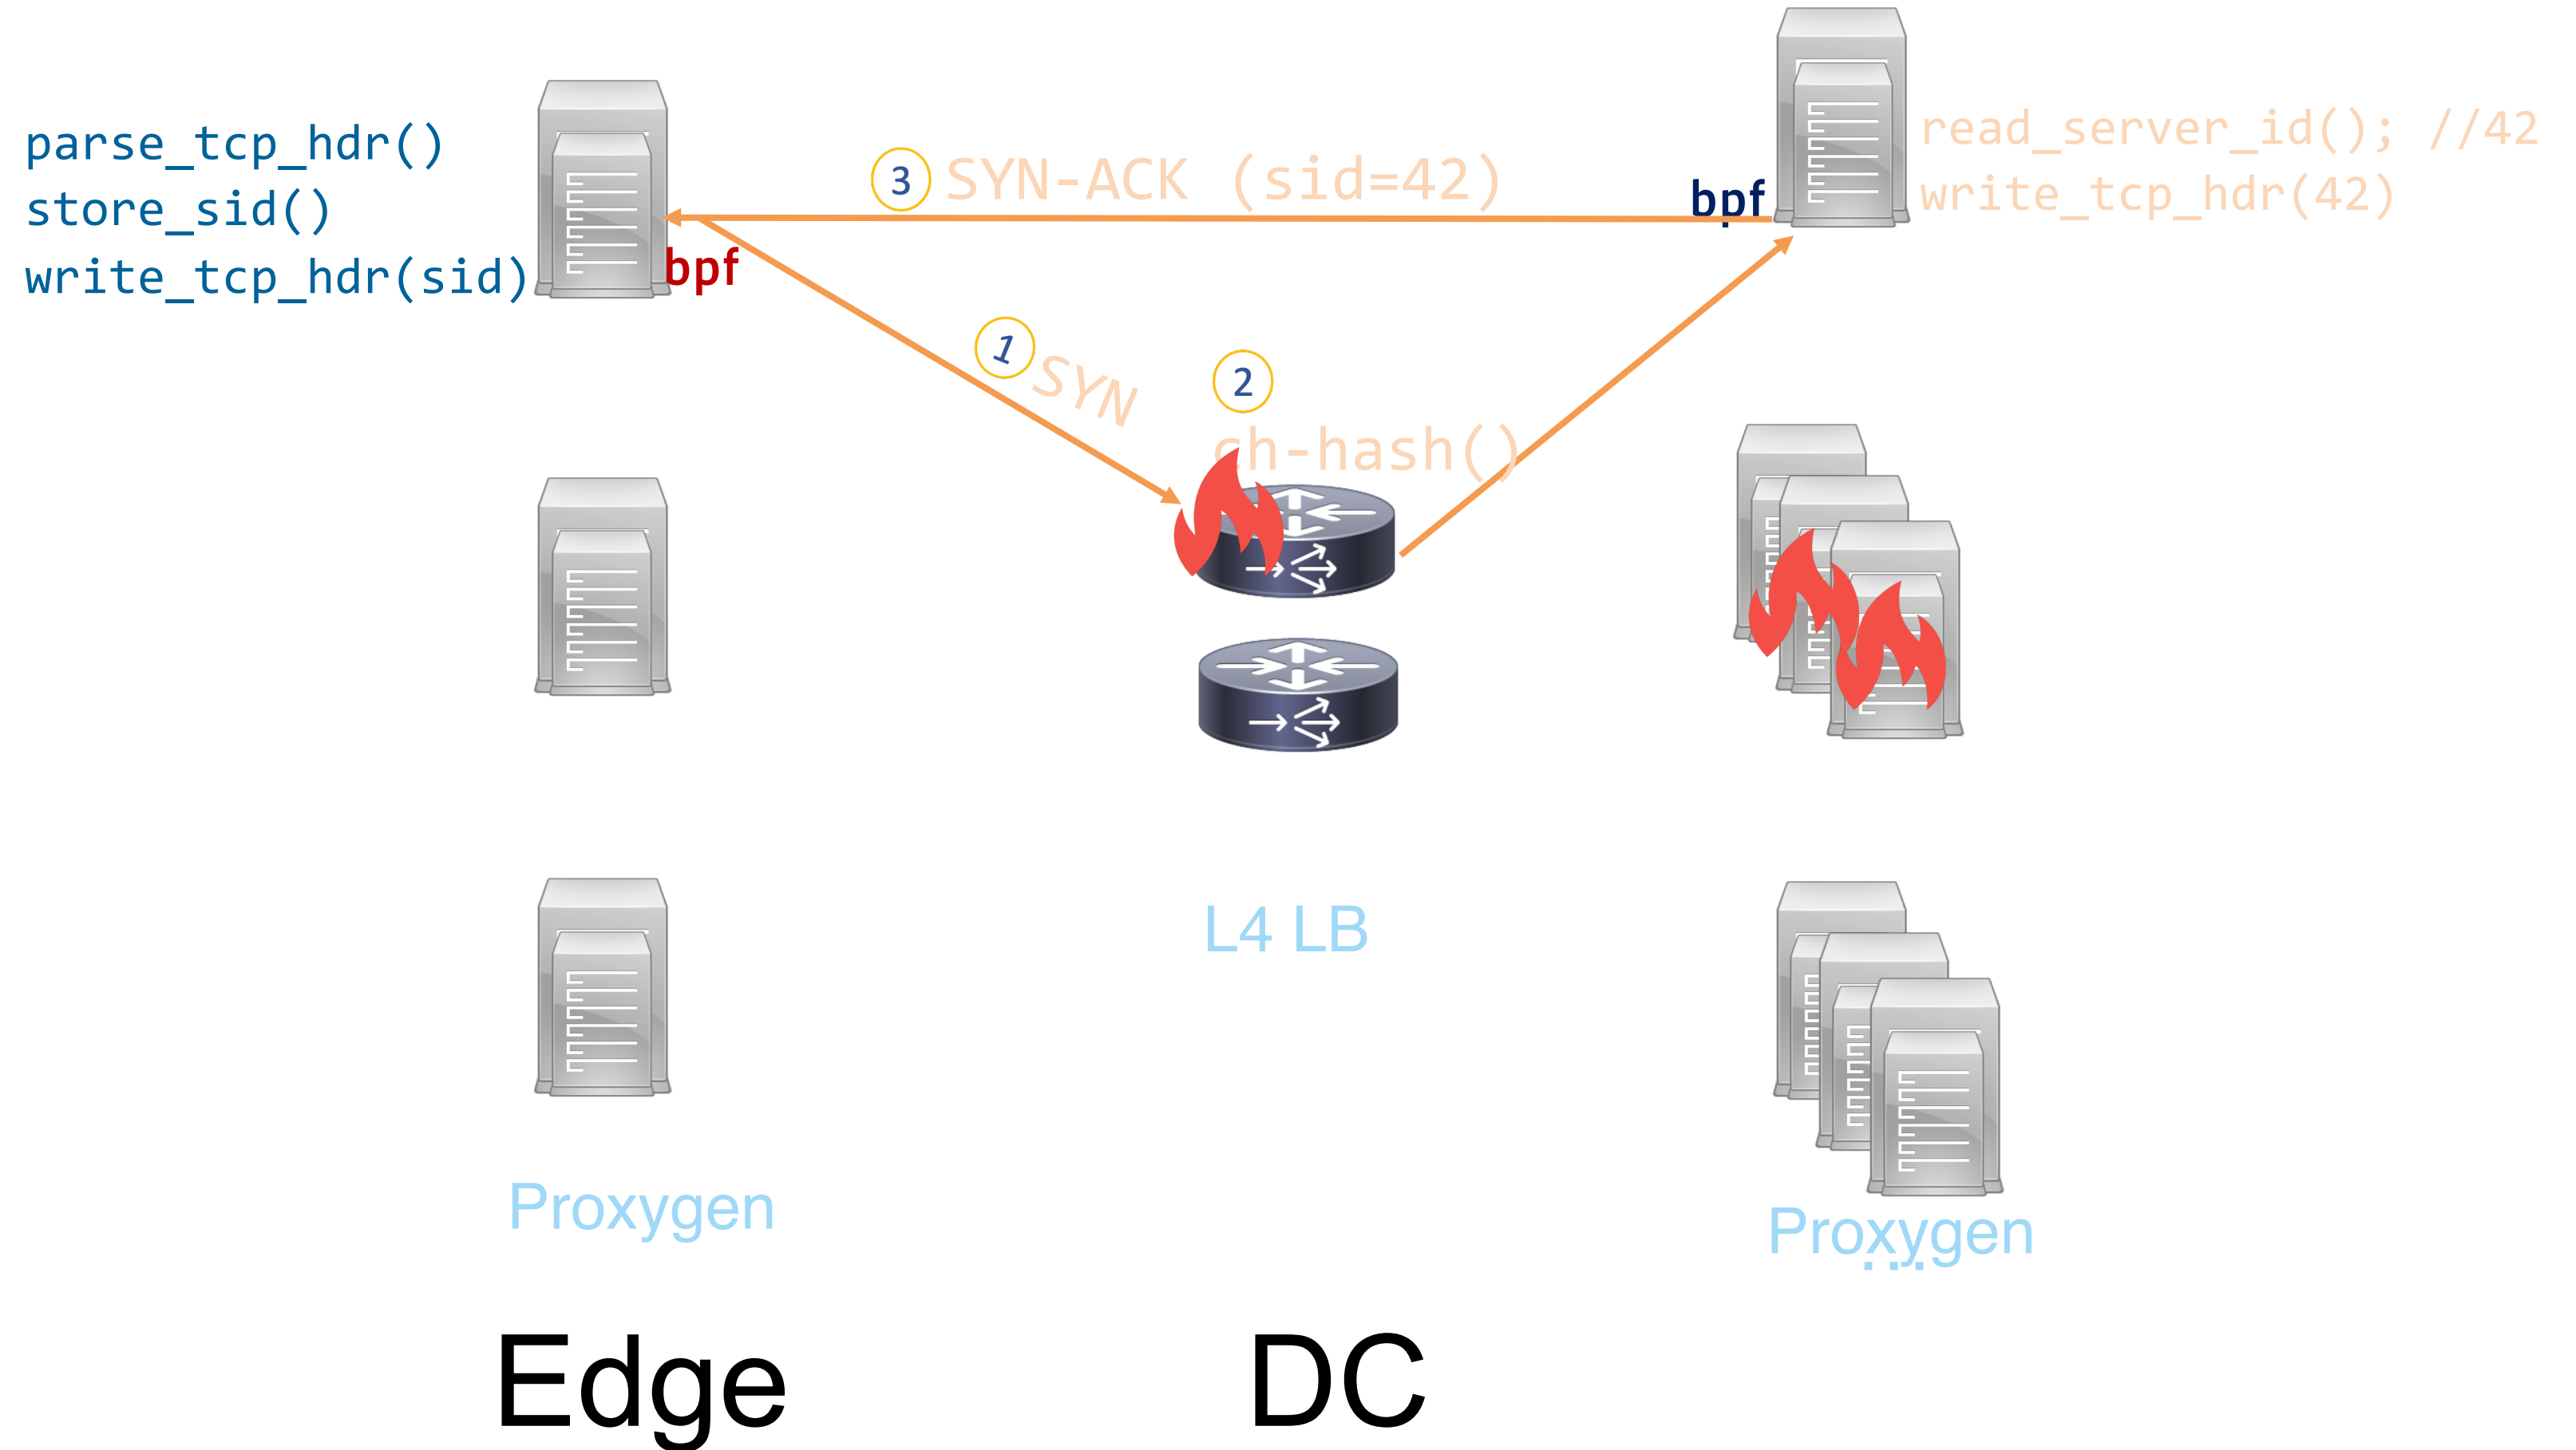 parse_tcp_hdr()
store_sid()
write_tcp_hdr(sid)
bpf
3 SYN-ACK (sid=42)
bpf
read_server_id(); //42
write_tcp_hdr(42)
1 SYN
2
ch-hash()
L4 LB
Proxygen
Proxygen
...
Edge
DC